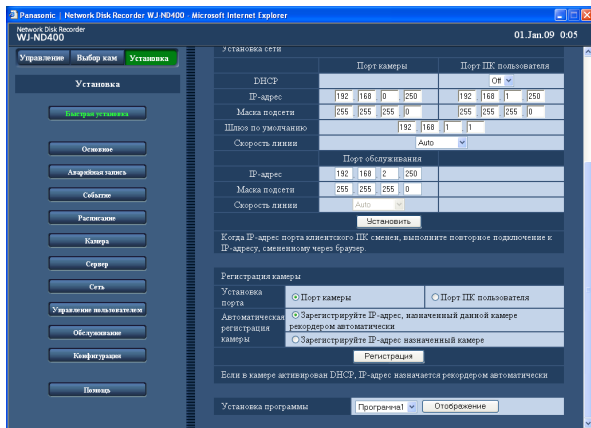 Panasonic | Network Disk Recorder WJ-ND400 - Microsoft Internet Explorer
Network Disk Recorder
WJ-ND400
01.Jan.09 0:05
Управление Выбор кам Установка
Установка
Быстрая установка
Основное
Аварийная запись
Событие
Расписание
Камера
Сервер
Сеть
Управление пользователем
Обслуживание
Конфигурация
Помощь
Установка сети
Порт камеры Порт ПК пользователя
DHCP Off
IP-адрес 192 168 0 250 192 168 1 250
Маска подсети 255 255 255 0 255 255 255 0
Шлюз по умолчанию 192 168 1 1
Скорость линии Auto
Порт обслуживания
IP-адрес 192 168 2 250
Маска подсети 255 255 255 0
Скорость линии Auto
Установить
Когда IP-адрес порта клиентского ПК сменен, выполните повторное подключение к
IP-адресу, смененному через браузер.
Регистрация камеры
Установка порта Порт камеры Порт ПК пользователя
Автоматическая регистрация камеры Зарегистрируйте IP-адрес, назначенный данной камере
рекордером автоматически
Зарегистрируйте IP-адрес назначенный камере
Регистрация
Если в камере активирован DHCP, IP-адрес назначается рекордером автоматически
Установка программы Программа1 Отображение